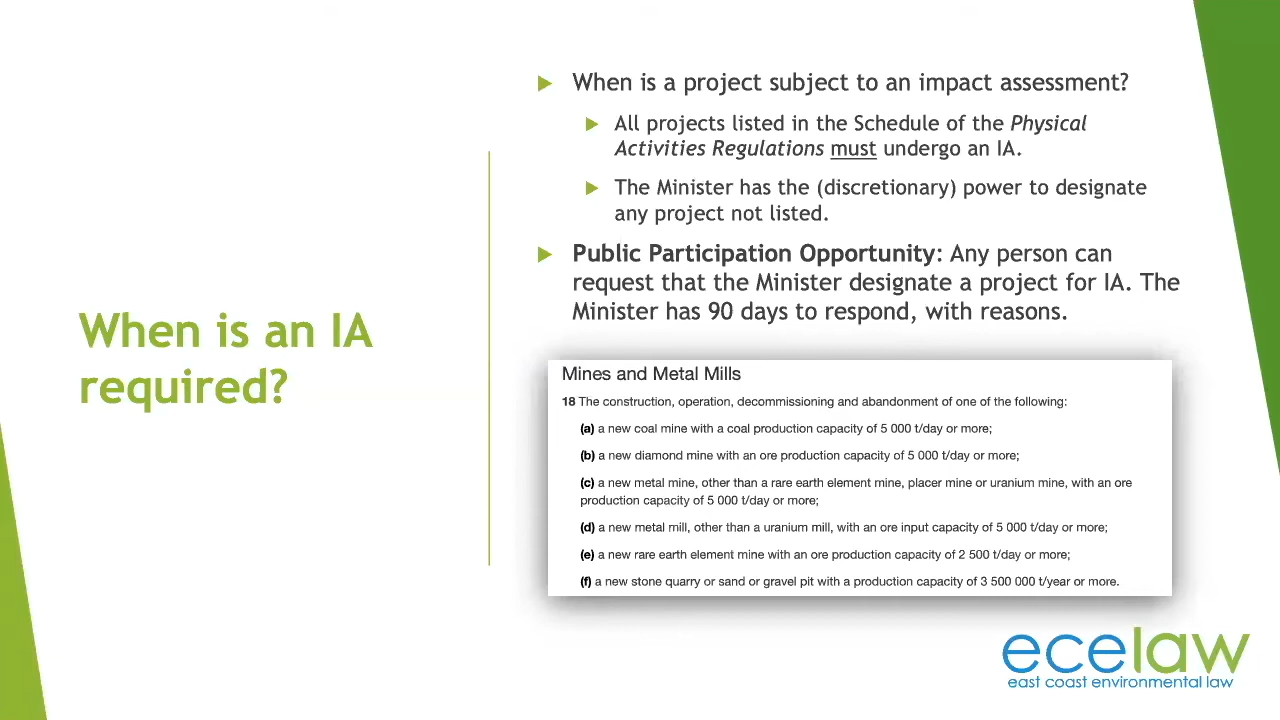 When is an IA
required?
When is a project subject to an impact assessment?
All projects listed in the Schedule of the Physical
Activities Regulations must undergo an IA.
The Minister has the (discretionary) power to designate
any project not listed.
Public Participation Opportunity: Any person can
request that the Minister designate a project for IA. The
Minister has 90 days to respond, with reasons.
Mines and Metal Mills
18 The construction, operation, decommissioning and abandonment of one of the following:
(a) a new coal mine with a coal production capacity of 5 000 t/day or more;
(b) a new diamond mine with an ore production capacity of 5 000 t/day or more;
(c) a new metal mine, other than a rare earth element mine, placer mine or uranium mine, with an ore
production capacity of 5 000 t/day or more;
(d) a new metal mill, other than a uranium mill, with an ore input capacity of 5 000 t/day or more;
(e) a new rare earth element mine with an ore production capacity of 2 500 t/day or more;
(f) a new stone quarry or sand or gravel pit with a production capacity of 3 500 000 t/year or more.
ecelaw
east coast environmental law